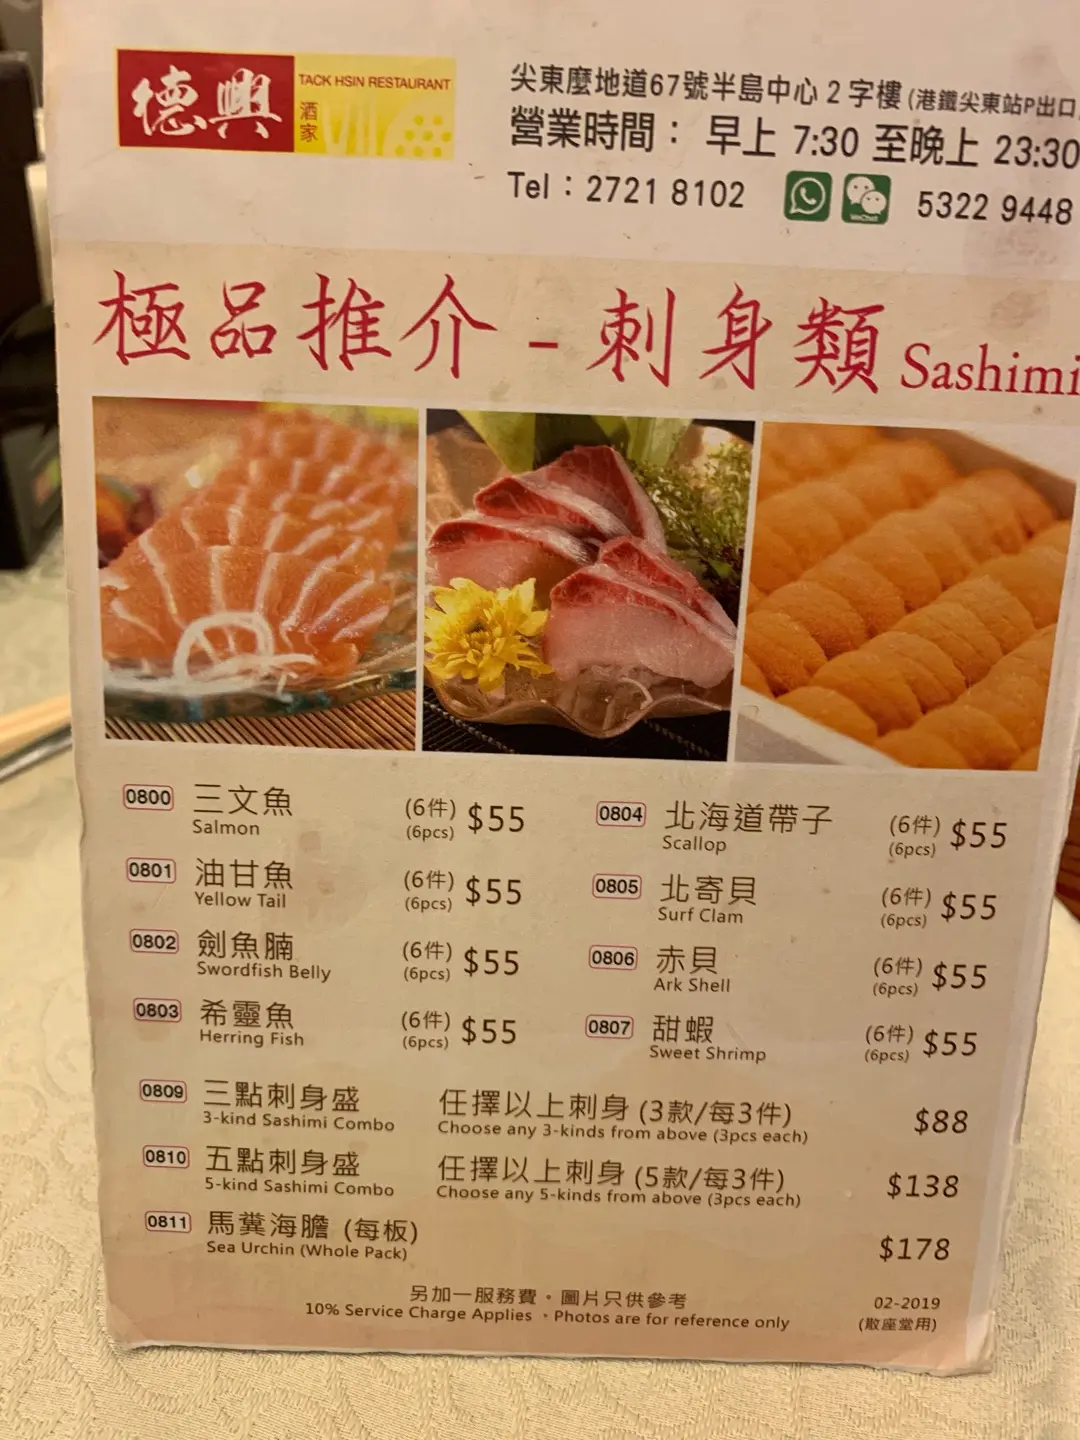 德興
TACK HSIN RESTAURANT
酒家
尖東麼地道67號半島中心 2 字樓 (港鐵尖東站P出口
營業時間： 早上 7:30 至晚上 23:30
Tel：2721 8102
WeChat
5322 9448
極品推介 - 刺身類 Sashimi
0800 三文魚 (6件) $55
Salmon (6pcs)
0801 油甘魚 (6件) $55
Yellow Tail (6pcs)
0802 劍魚腩 (6件) $55
Swordfish Belly (6pcs)
0803 希靈魚 (6件) $55
Herring Fish (6pcs)
0804 北海道帶子 (6件) $55
Scallop (6pcs)
0805 北寄貝 (6件) $55
Surf Clam (6pcs)
0806 赤貝 (6件) $55
Ark Shell (6pcs)
0807 甜蝦 (6件) $55
Sweet Shrimp (6pcs)
0809 三點刺身盛 任擇以上刺身 (3款/每3件) $88
3-kind Sashimi Combo Choose any 3-kinds from above (3pcs each)
0810 五點刺身盛 任擇以上刺身 (5款/每3件) $138
5-kind Sashimi Combo Choose any 5-kinds from above (3pcs each)
0811 馬糞海膽 (每板) $178
Sea Urchin (Whole Pack)
另加一服務費。圖片只供參考
10% Service Charge Applies ・Photos are for reference only
02-2019
(散座堂用)